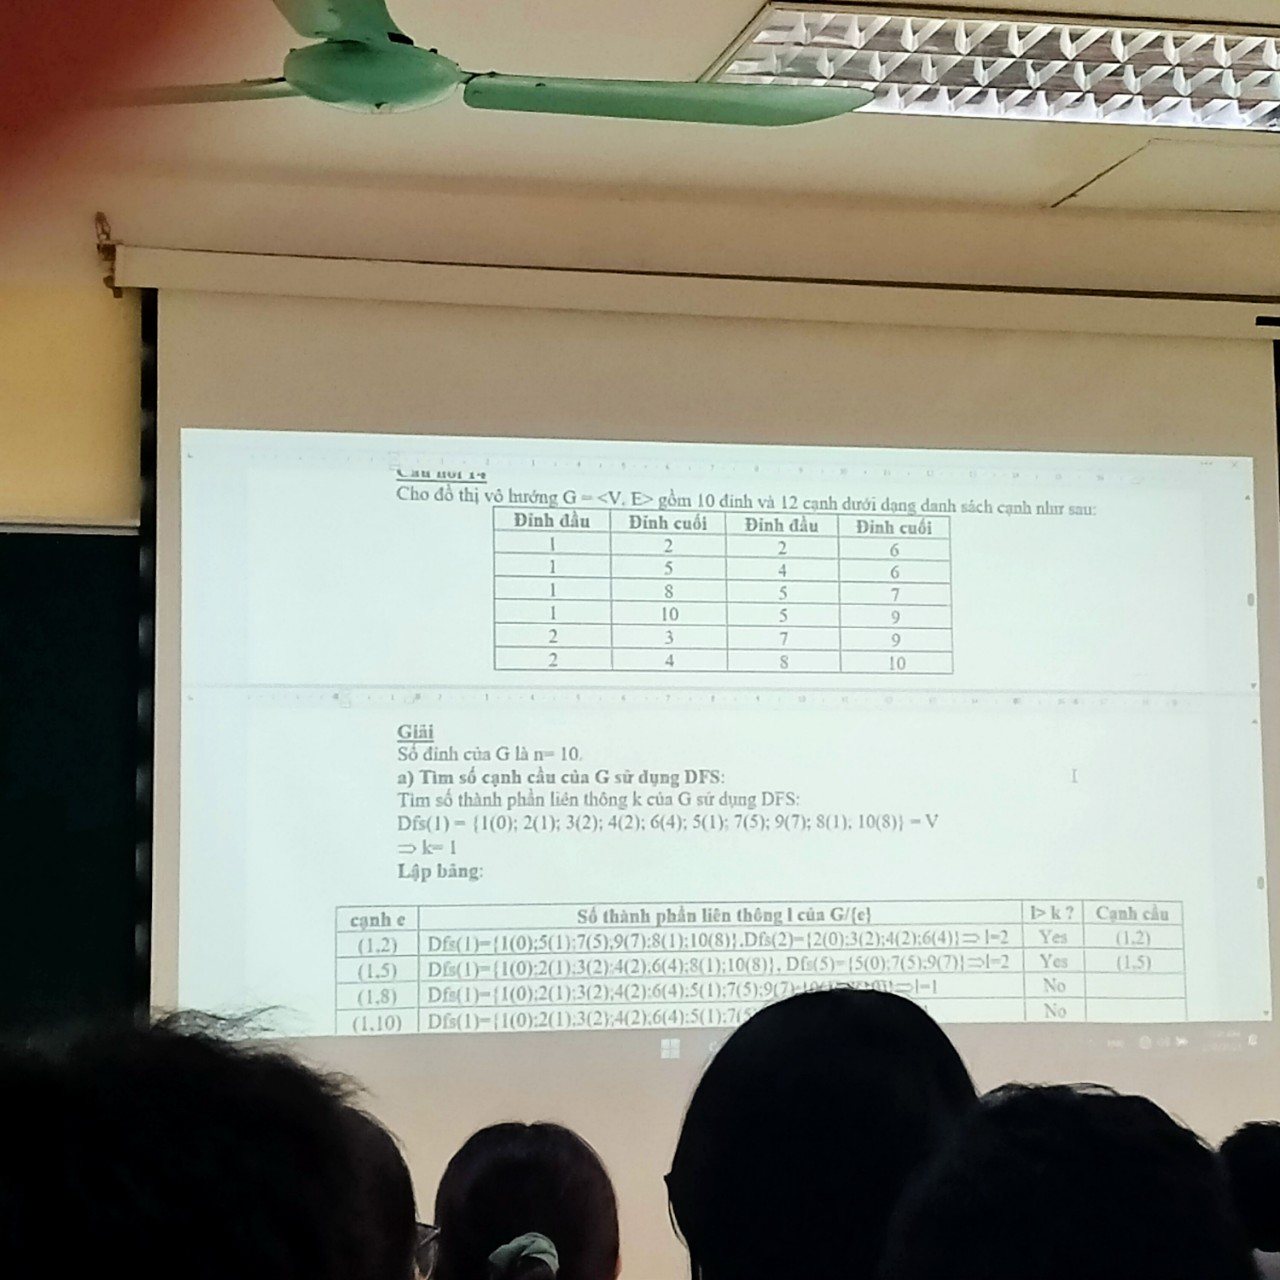 Câu hỏi 14
Cho đồ thị vô hướng G = <V, E> gồm 10 đỉnh và 12 cạnh dưới dạng danh sách cạnh như sau:
Đỉnh đầu Đỉnh cuối Đỉnh đầu Đỉnh cuối
1 2 2 6
1 5 4 6
1 8 5 7
1 10 5 9
2 3 7 9
2 4 8 10
Giải
Số đỉnh của G là n= 10.
a) Tìm số cạnh cầu của G sử dụng DFS:
Tìm số thành phần liên thông k của G sử dụng DFS:
Dfs(1) = {1(0); 2(1); 3(2); 4(2); 6(4); 5(1); 7(5); 9(7); 8(1); 10(8)} = V
⇒ k= 1
Lập bảng:
cạnh e Số thành phần liên thông l của G/{e} l> k ? Cạnh cầu
(1,2) Dfs(1)={1(0);5(1);7(5);9(7);8(1);10(8)}.Dfs(2)={2(0);3(2);4(2);6(4)}⇒l=2 Yes (1,2)
(1,5) Dfs(1)={1(0);2(1);3(2);4(2);6(4);8(1);10(8)}, Dfs(5)={5(0);7(5);9(7)}⇒l=2 Yes (1,5)
(1,8) Dfs(1)={1(0);2(1);3(2);4(2);6(4);5(1);7(5);9(7) ⇒l=1 No
(1,10) Dfs(1)={1(0);2(1);3(2);4(2);6(4);5(1);7(5 No